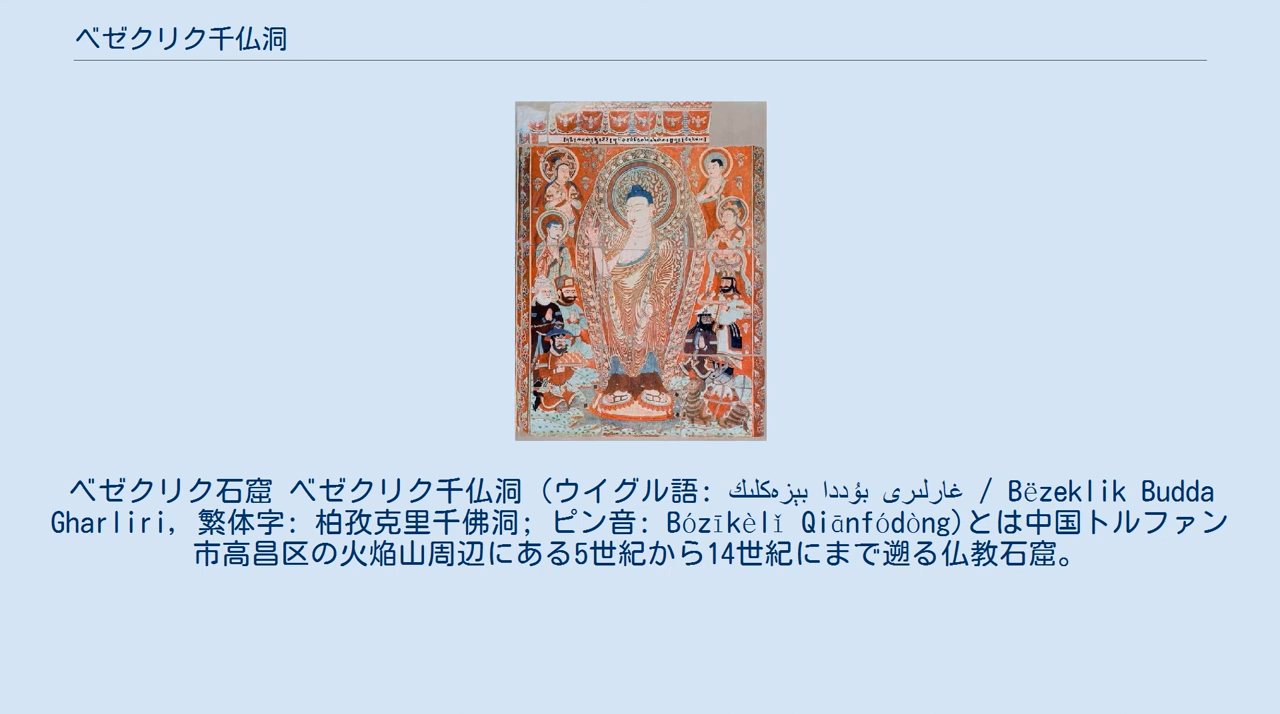 ベゼクリク千仏洞
ベゼクリク石窟 ベゼクリク千仏洞 (ウイグル語: بېزەكلىك بۇددا غارلىرى / Bëzeklik Budda
Gharliri, 繁体字: 柏孜克里千佛洞; ピン音: Bózīkèlǐ Qiānfódòng)とは中国トルファン
市高昌区の火焔山周辺にある5世紀から14世紀にまで遡る仏教石窟。